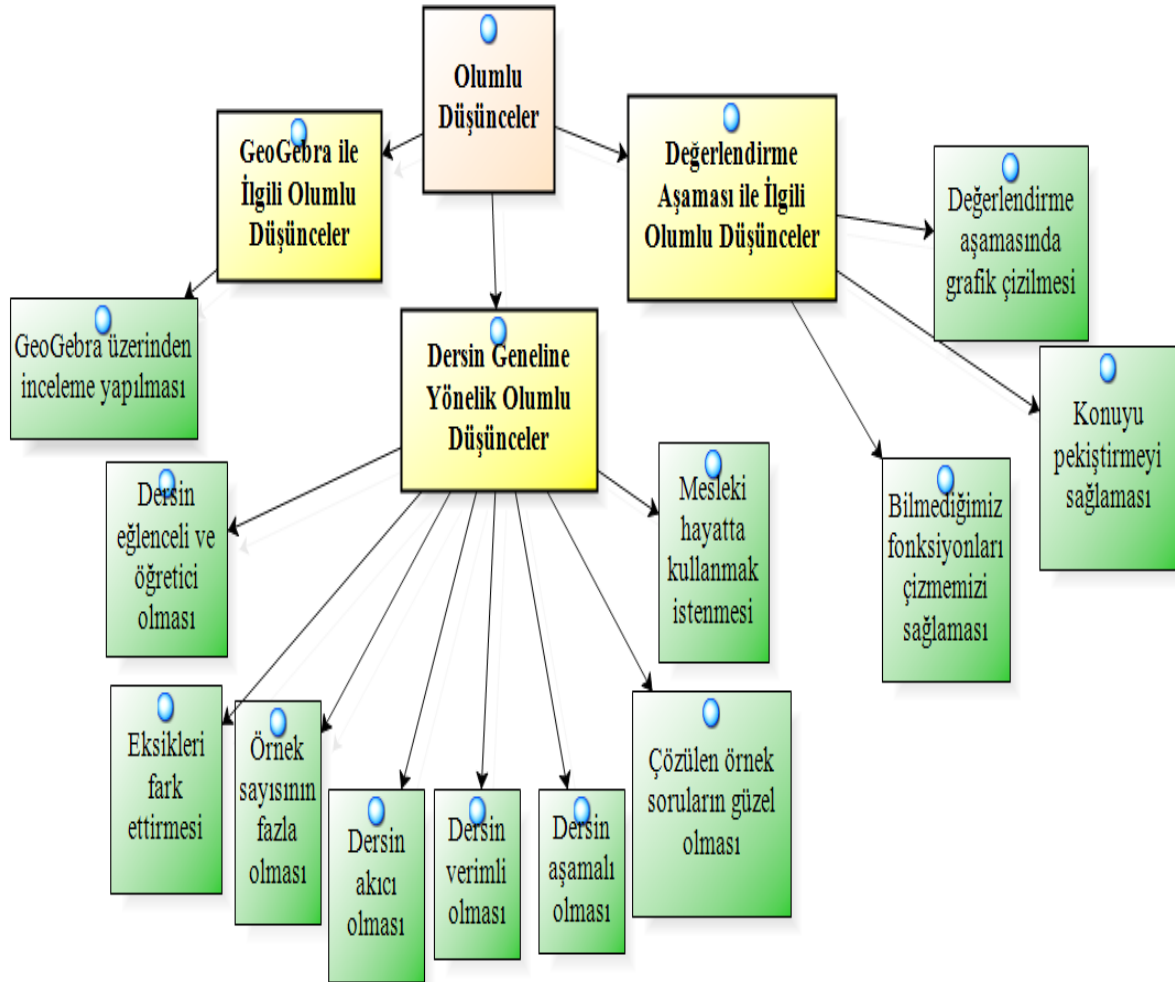 Olumlu
Düşünceler
GeoGebra ile
İlgili Olumlu
Düşünceler
Değerlendirme
Aşaması ile İlgili
Olumlu Düşünceler
Değerlendirme
aşamasında
grafik çizilmesi
GeoGebra üzerinden
inceleme yapılması
Dersin Geneline
Yönelik Olumlu
Düşünceler
Konuyu
pekiştirmeyi
sağlaması
Dersin
eğlenceli ve
öğretici
olması
Mesleki
hayatta
kullanmak
istenmesi
Bilmediğimiz
fonksiyonları
çizmemizi
sağlaması
Eksikleri
fark
ettirmesi
Örnek
sayısının
fazla
olması
Dersin
akıcı
olması
Dersin
verimli
olması
Dersin
aşamalı
olması
Çözülen örnek
soruların güzel
olması